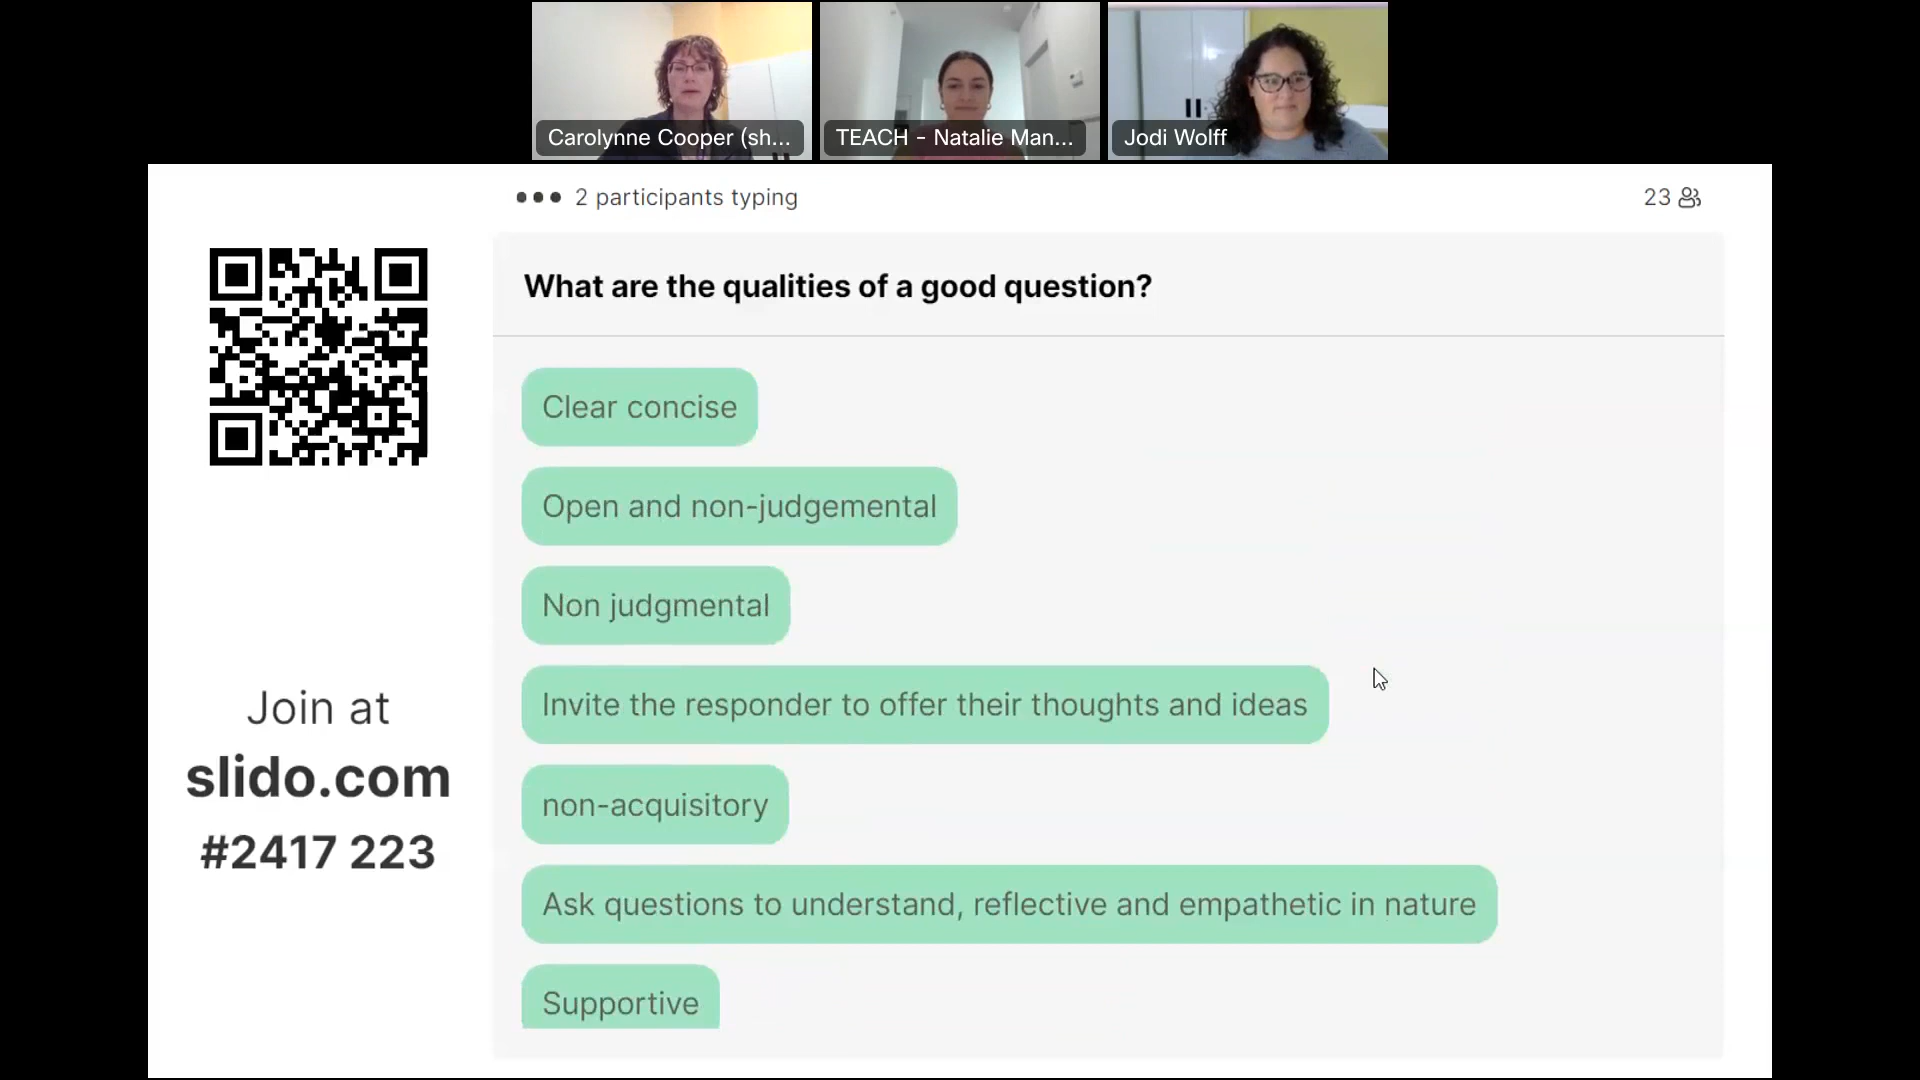 Carolynne Cooper (sh...
TEACH - Natalie Man...
Jodi Wolff
2 participants typing
23
What are the qualities of a good question?
Clear concise
Open and non-judgemental
Non judgmental
Invite the responder to offer their thoughts and ideas
non-acquisitory
Ask questions to understand, reflective and empathetic in nature
Supportive
Join at
slido.com
#2417 223